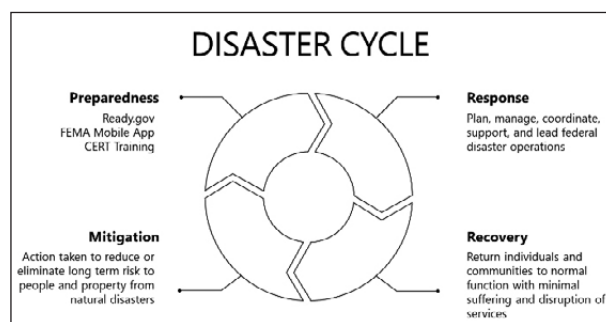 DISASTER CYCLE
Preparedness
Ready.gov
FEMA Mobile App
CERT Training
Response
Plan, manage, coordinate,
support, and lead federal
disaster operations
Mitigation
Action taken to reduce or
eliminate long term risk to
people and property from
natural disasters
Recovery
Return individuals and
communities to normal
function with minimal
suffering and disruption of
services